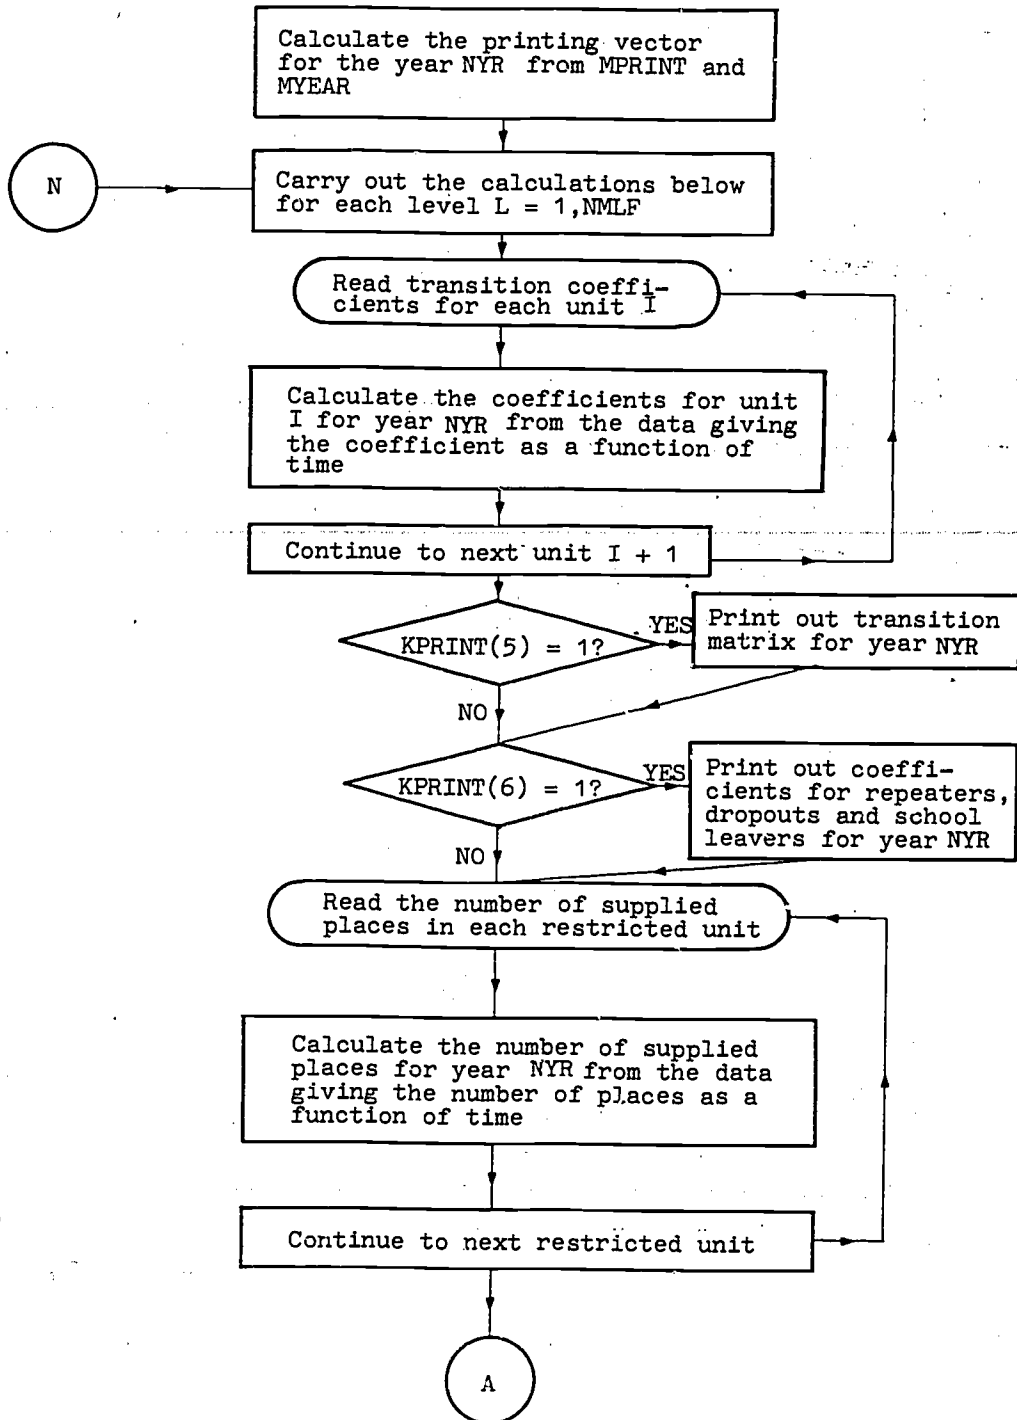 Calculate the printing vector
for the year NYR from MPRINT and
MYEAR
N
Carry out the calculations below
for each level L = 1,NMLF
Read transition coeffi-
cients for each unit I
Calculate the coefficients for unit
I for year NYR from the data giving
the coefficient as a function of
time
Continue to next unit I + 1
KPRINT(5) = 1?
YES
Print out transition
matrix for year NYR
NO
KPRINT(6) = 1?
YES
Print out coeffi-
cients for repeaters,
dropouts and school
leavers for year NYR
NO
Read the number of supplied
places in each restricted unit
Calculate the number of supplied
places for year NYR from the data
giving the number of places as a
function of time
Continue to next restricted unit
A